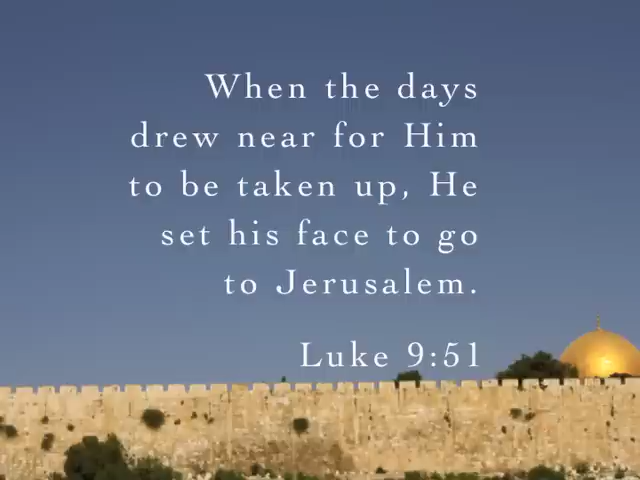 When the days
drew near for Him
to be taken up, He
set his face to go
to Jerusalem.
Luke 9:51